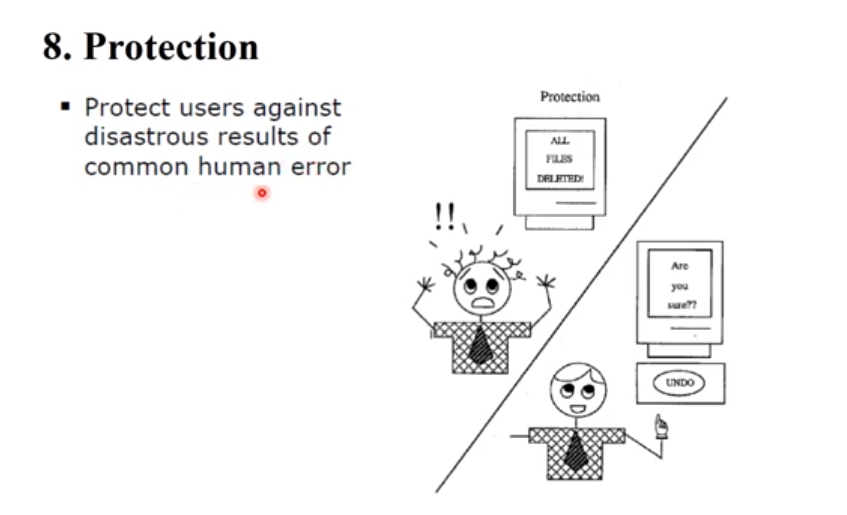 8. Protection
▪ Protect users against
disastrous results of
common human error
Protection
ALL
FILES
DELETED!
!!
Are
you
sure??
UNDO